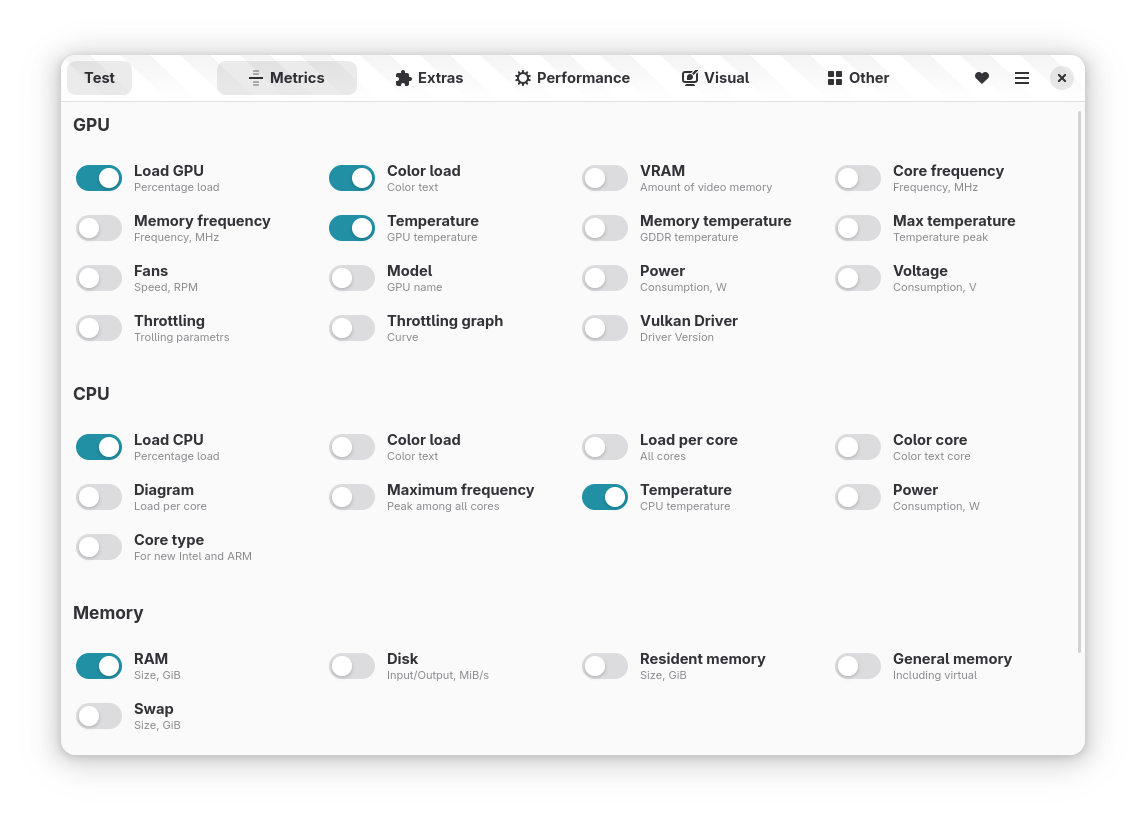 Test
Metrics
Extras
Performance
Visual
Other
GPU
Load GPU
Percentage load
Color load
Color text
VRAM
Amount of video memory
Core frequency
Frequency, MHz
Memory frequency
Frequency, MHz
Temperature
GPU temperature
Memory temperature
GDDR temperature
Max temperature
Temperature peak
Fans
Speed, RPM
Model
GPU name
Power
Consumption, W
Voltage
Consumption, V
Throttling
Trolling parametrs
Throttling graph
Curve
Vulkan Driver
Driver Version
CPU
Load CPU
Percentage load
Color load
Color text
Load per core
All cores
Color core
Color text core
Diagram
Load per core
Maximum frequency
Peak among all cores
Temperature
CPU temperature
Power
Consumption, W
Core type
For new Intel and ARM
Memory
RAM
Size, GiB
Disk
Input/Output, MiB/s
Resident memory
Size, GiB
General memory
Including virtual
Swap
Size, GiB